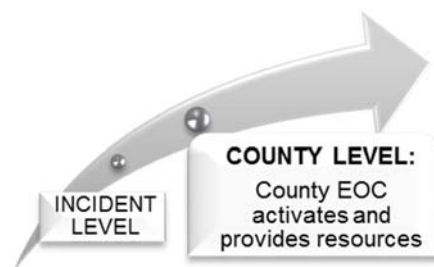 INCIDENT
LEVEL
COUNTY LEVEL:
County EOC
activates and
provides resources